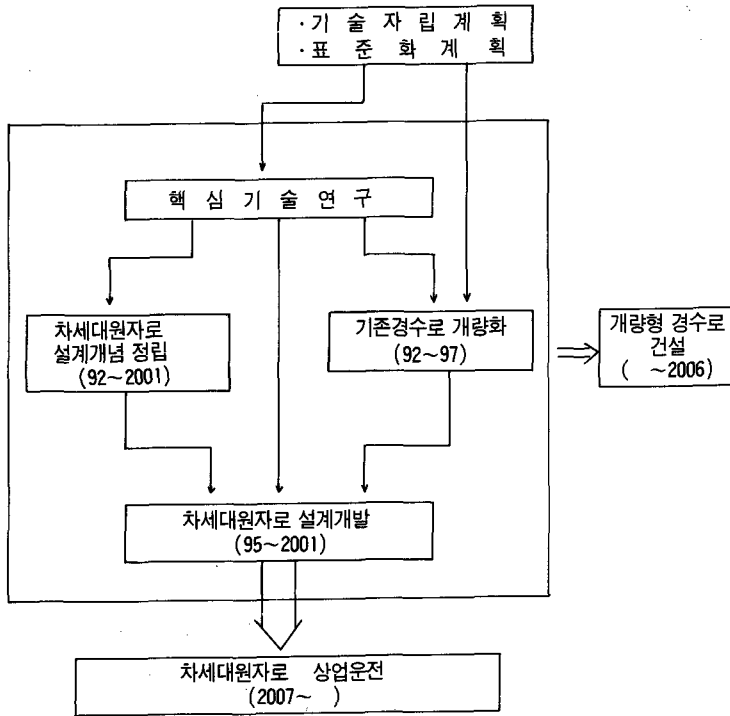 · 기 술 자 립 계 획
· 표 준 화 계 획
핵 심 기 술 연 구
차세대원자로
설계개념 정립
(92~2001)
기존경수로 개량화
(92~97)
개량형 경수로
건설
( ~2006)
차세대원자로 설계개발
(95~2001)
차세대원자로 상업운전
(2007~ )